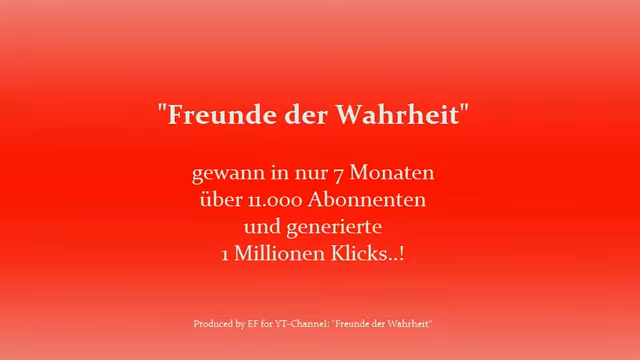 "Freunde der Wahrheit"
gewann in nur 7 Monaten
über 11.000 Abonnenten
und generierte
1 Millionen Klicks..!
Produced by EF for YT-Channel: "Freunde der Wahrheit"